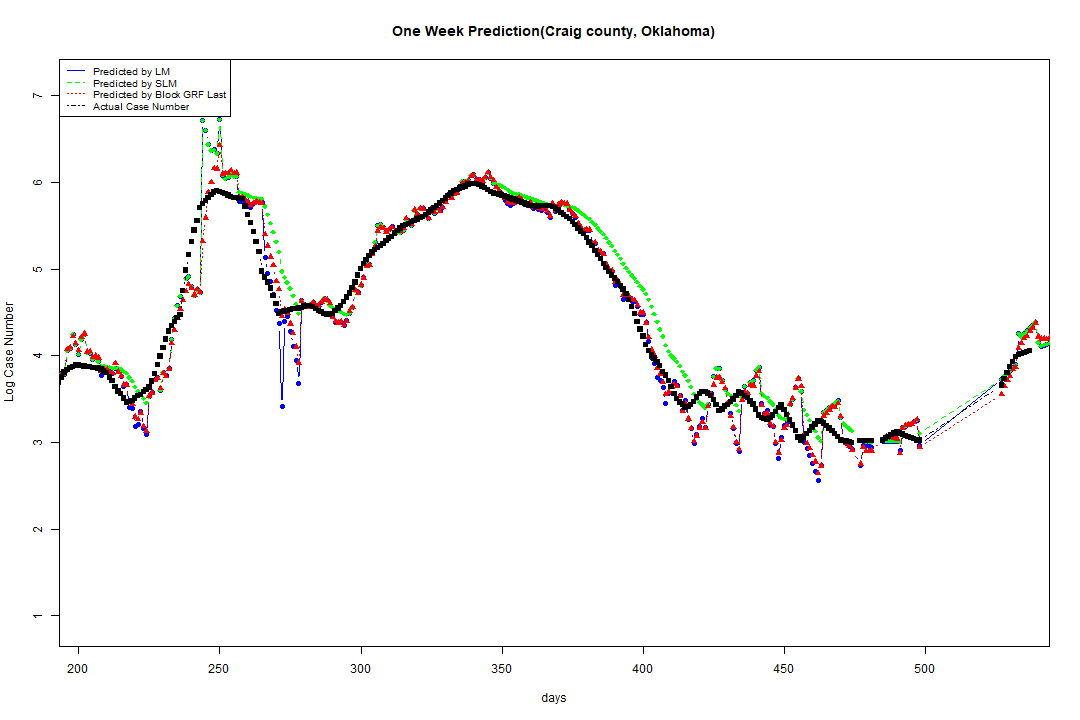 One Week Prediction(Craig county, Oklahoma)
Predicted by LM
Predicted by SLM
Predicted by Block GRF Last
Actual Case Number
7
6
5
4
3
2
1
Log Case Number
200 250 300 350 400 450 500
days